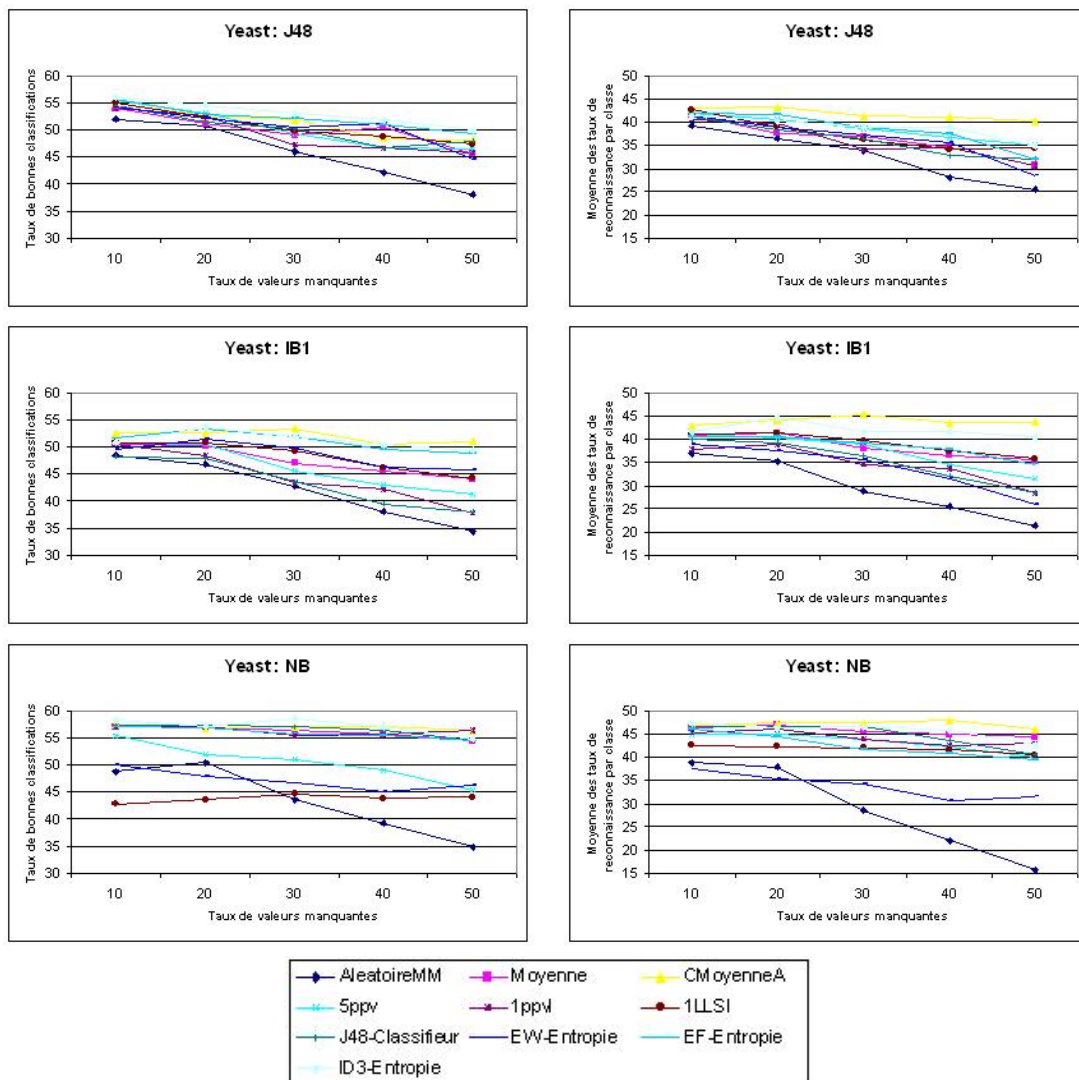 Yeast: J48
Taux de bonnes classifications
60
55
50
45
40
35
30
10 20 30 40 50
Taux de valeurs manquantes
Yeast: J48
Moyenne des taux de
reconnaissance par classe
50
45
40
35
30
25
20
15
10 20 30 40 50
Taux de valeurs manquantes
Yeast: IB1
Taux de bonnes classifications
60
55
50
45
40
35
30
10 20 30 40 50
Taux de valeurs manquantes
Yeast: IB1
Moyenne des taux de
reconnaissance par classe
50
45
40
35
30
25
20
15
10 20 30 40 50
Taux de valeurs manquantes
Yeast: NB
Taux de bonnes classifications
60
55
50
45
40
35
30
10 20 30 40 50
Taux de valeurs manquantes
Yeast: NB
Moyenne des taux de
reconnaissance par classe
50
45
40
35
30
25
20
15
10 20 30 40 50
Taux de valeurs manquantes
AleatoireMM Moyenne CMoyenneA
5ppv 1ppvI 1LLSI
J48-Classifieur EW-Entropie EF-Entropie
ID3-Entropie